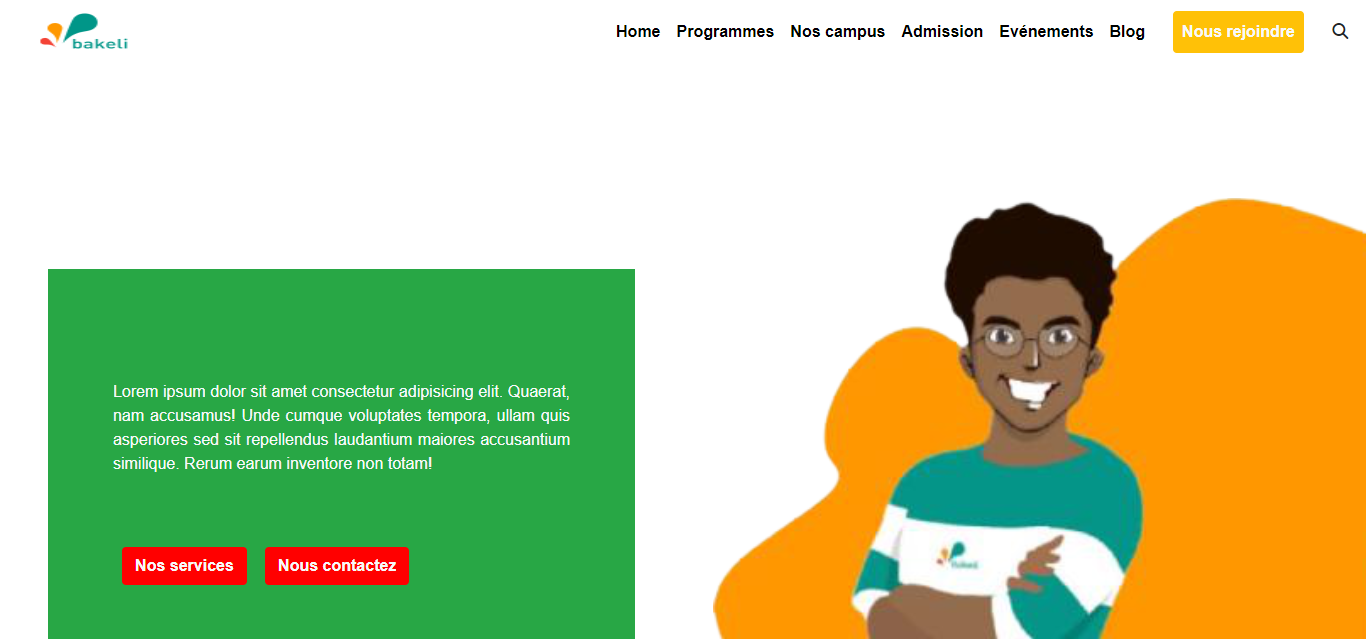 bakeli
Home Programmes Nos campus Admission Evénements Blog Nous rejoindre
Lorem ipsum dolor sit amet consectetur adipisicing elit. Quaerat,
nam accusamus! Unde cumque voluptates tempora, ullam quis
asperiores sed sit repellendus laudantium maiores accusantium
similique. Rerum earum inventore non totam!
bakeli
Nos services Nous contactez